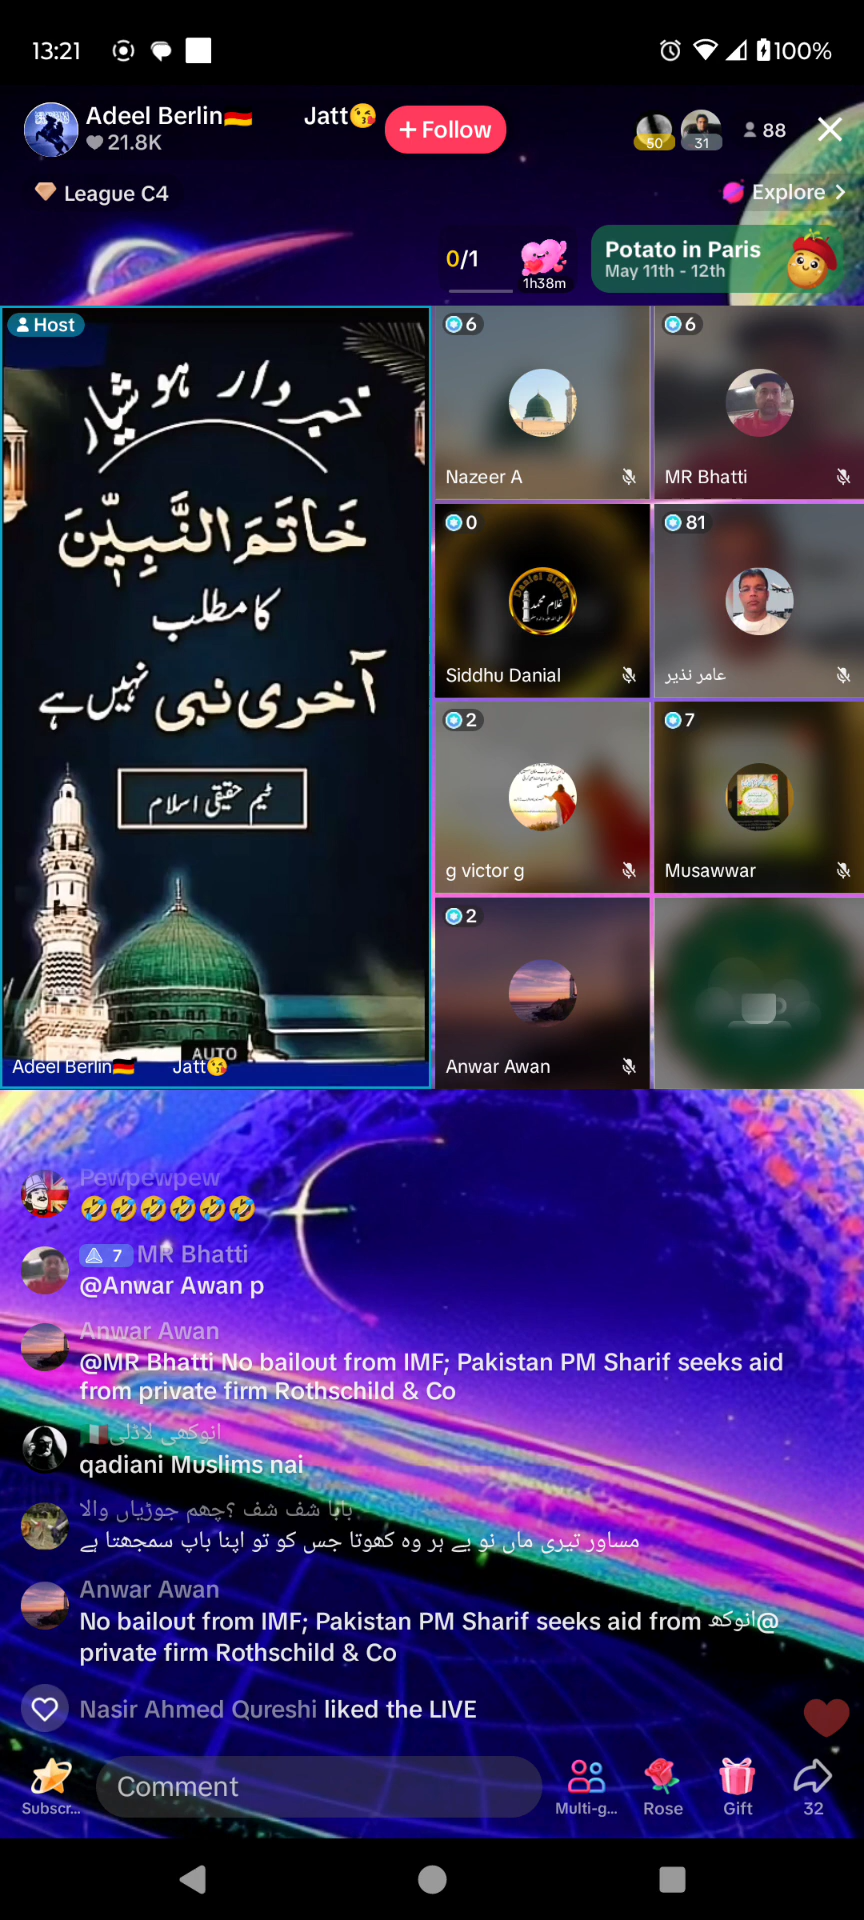 13:21
100%
Adeel Berlin🇩🇪 Jatt😘
21.8K
+ Follow
50
31
88
League C4
Explore
0/1
1h38m
Potato in Paris
May 11th - 12th
Host
خبردار ہوشیار
خَاتَمَ النَّبِیّٖنَ
کا مطلب
آخری نبی نہیں ہے
ٹیم حقیقی اسلام
AUTO
Adeel Berlin🇩🇪 Jatt😘
6
Nazeer A
6
MR Bhatti
0
Daniel Sidhu
غلام محمد
Siddhu Danial
81
عامر نذیر
2
g victor g
7
Musawwar
2
Anwar Awan
Pewpewpew
🤣🤣🤣🤣🤣🤣
7 MR Bhatti
@Anwar Awan p
Anwar Awan
@MR Bhatti No bailout from IMF; Pakistan PM Sharif seeks aid
from private firm Rothschild & Co
انوکھی لاڈلی
qadiani Muslims nai
بابا شف شف ؟چھم جوڑیاں والا
مساور تیری ماں نو یے ہر وہ کھوتا جس کو تو اپنا باپ سمجھتا ہے
Anwar Awan
No bailout from IMF; Pakistan PM Sharif seeks aid from @انوکھ
private firm Rothschild & Co
Nasir Ahmed Qureshi liked the LIVE
Comment
Subscr...
Multi-g...
Rose
Gift
32